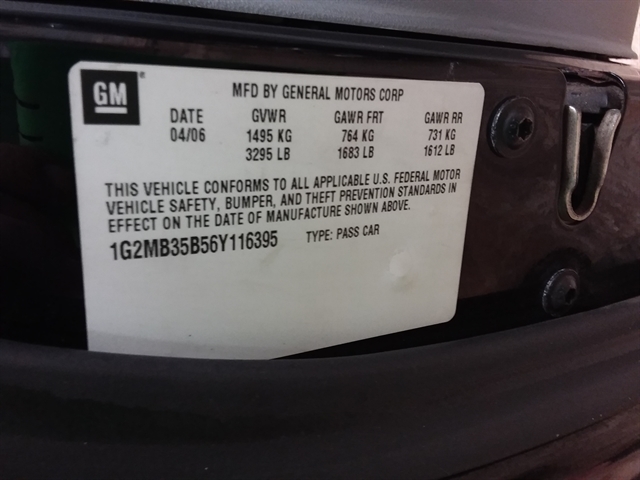 GM® MFD BY GENERAL MOTORS CORP
DATE GVWR GAWR FRT GAWR RR
04/06 1495 KG 764 KG 731 KG
3295 LB 1683 LB 1612 LB
THIS VEHICLE CONFORMS TO ALL APPLICABLE U.S. FEDERAL MOTOR
VEHICLE SAFETY, BUMPER, AND THEFT PREVENTION STANDARDS IN
EFFECT ON THE DATE OF MANUFACTURE SHOWN ABOVE.
1G2MB35B56Y116395 TYPE: PASS CAR